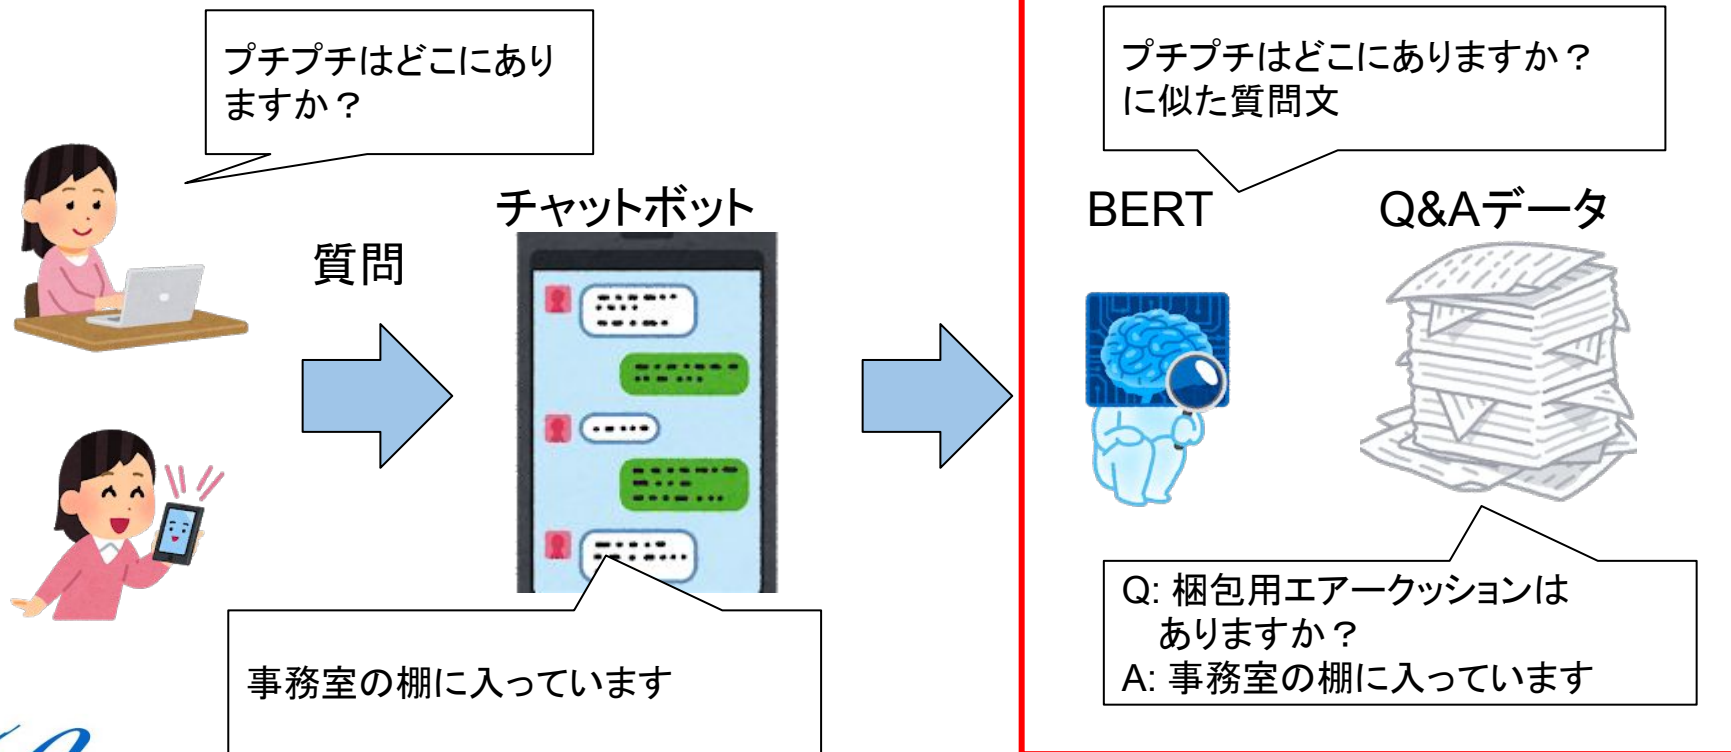 プチプチはどこにあり
ますか？
チャットボット
質問
事務室の棚に入っています
プチプチはどこにありますか？
に似た質問文
BERT
Q&Aデータ
Q: 梱包用エアークッションは
ありますか？
A: 事務室の棚に入っています